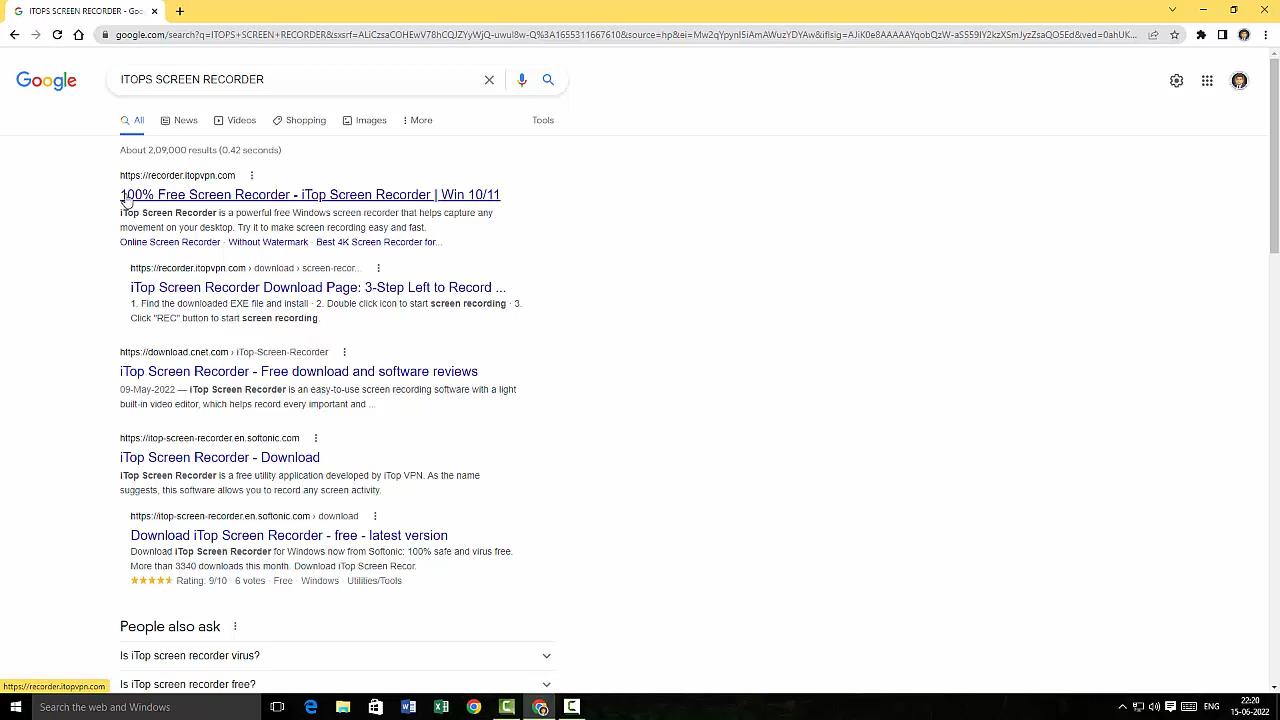 ITOPS SCREEN RECORDER - Goo
google.com/search?q=ITOPS+SCREEN+RECORDER&sxsrf=ALiCzsaCOHEwV78hCQJZYyWjQ-uwuI8w-Q%3A1655311667610&source=hp&ei=Mw2qYpynI5iAmAWuzYDYAw&iflsig=AJiK0e8AAAAAYqobQzW-aS559IY2kzXSmJyzZsaQO5Ed&ved=0ahUK...
Google
ITOPS SCREEN RECORDER
All News Videos Shopping Images More Tools
About 2,09,000 results (0.42 seconds)
https://recorder.itopvpn.com
100% Free Screen Recorder - iTop Screen Recorder | Win 10/11
iTop Screen Recorder is a powerful free Windows screen recorder that helps capture any
movement on your desktop. Try it to make screen recording easy and fast.
Online Screen Recorder · Without Watermark · Best 4K Screen Recorder for...
https://recorder.itopvpn.com › download › screen-recor...
iTop Screen Recorder Download Page: 3-Step Left to Record ...
1. Find the downloaded EXE file and install · 2. Double click icon to start screen recording · 3.
Click "REC" button to start screen recording.
https://download.cnet.com › iTop-Screen-Recorder
iTop Screen Recorder - Free download and software reviews
09-May-2022 — iTop Screen Recorder is an easy-to-use screen recording software with a light
built-in video editor, which helps record every important and ...
https://itop-screen-recorder.en.softonic.com
iTop Screen Recorder - Download
iTop Screen Recorder is a free utility application developed by iTop VPN. As the name
suggests, this software allows you to record any screen activity.
https://itop-screen-recorder.en.softonic.com › download
Download iTop Screen Recorder - free - latest version
Download iTop Screen Recorder for Windows now from Softonic: 100% safe and virus free.
More than 3340 downloads this month. Download iTop Screen Recor.
Rating: 9/10 · 6 votes · Free · Windows · Utilities/Tools
People also ask
Is iTop screen recorder virus?
Is iTop screen recorder free?
https://recorder.itopvpn.com
Search the web and Windows
ENG
22:20
15-06-2022